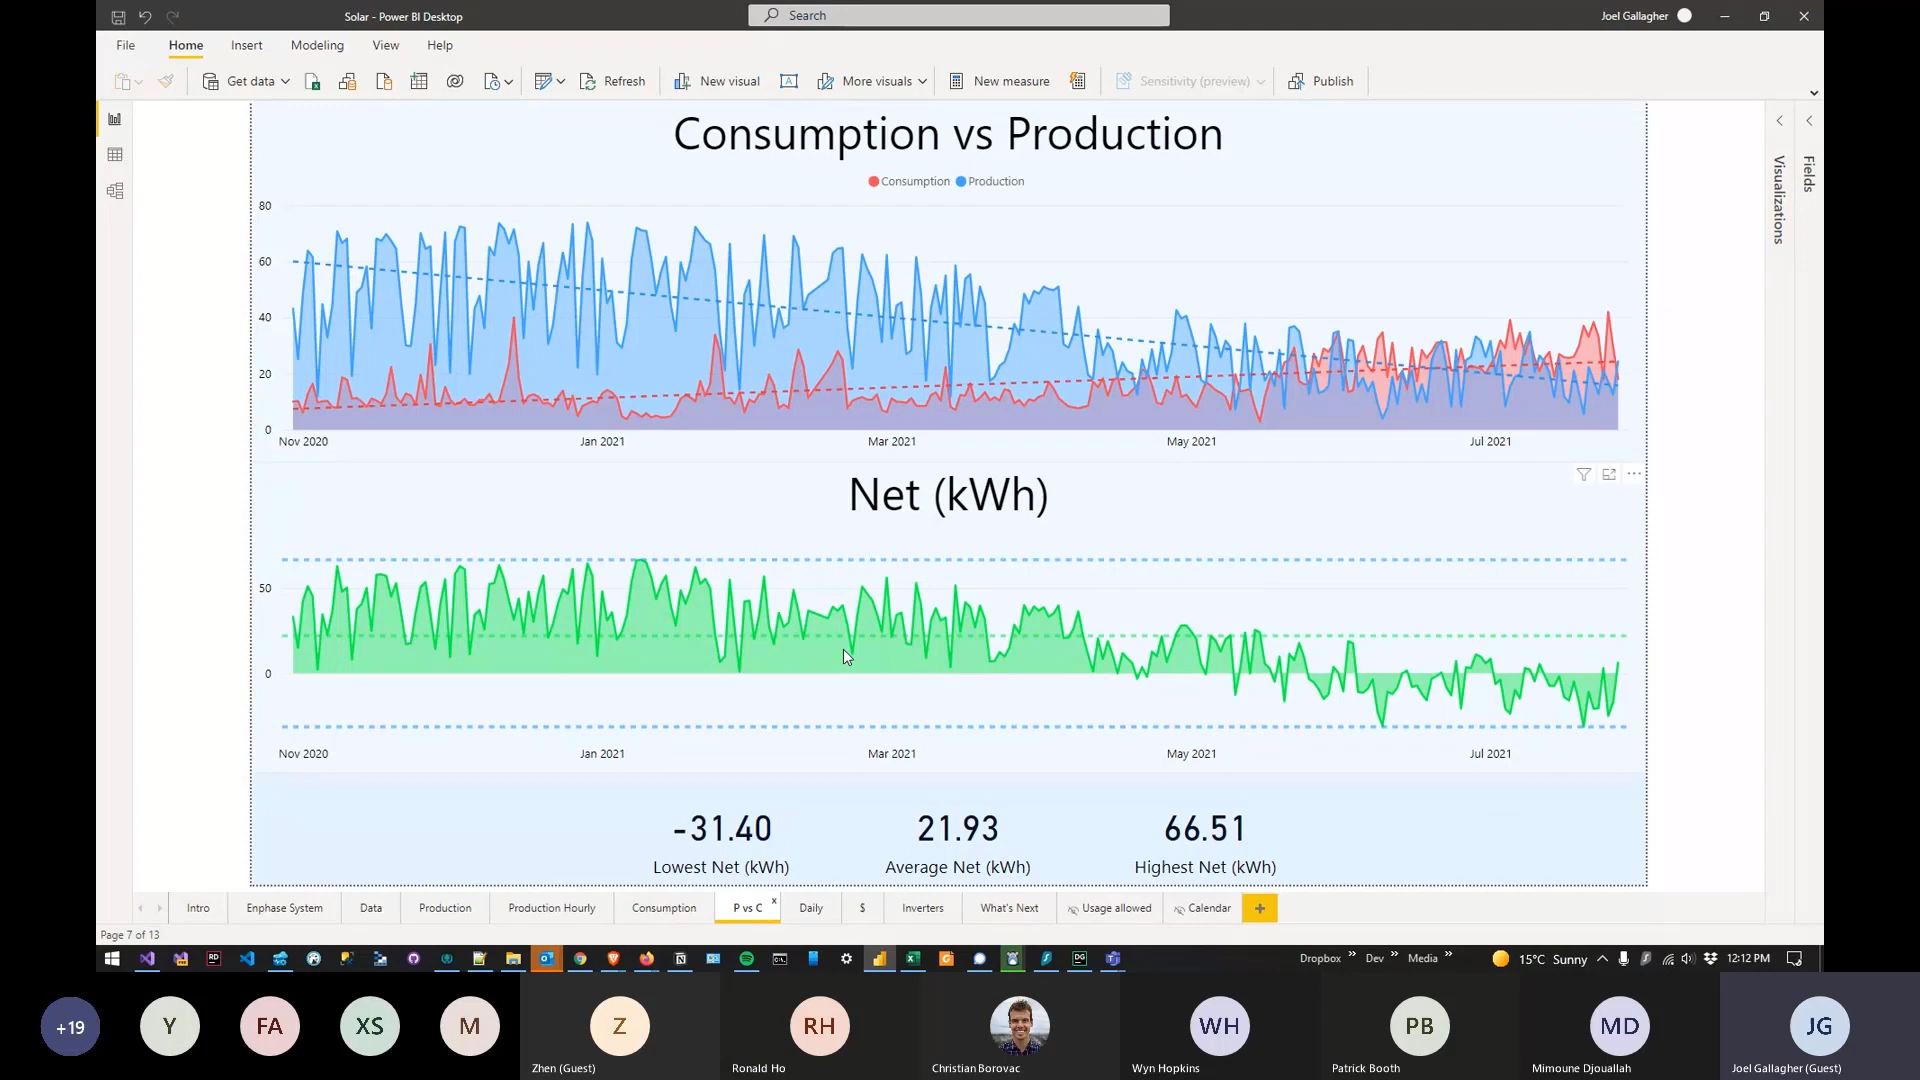 Solar - Power BI Desktop
Search
Joel Gallagher
File Home Insert Modeling View Help
Get data Refresh New visual A More visuals New measure Sensitivity (preview) Publish
Consumption vs Production
Consumption Production
80
60
40
20
0
Nov 2020 Jan 2021 Mar 2021 May 2021 Jul 2021
Net (kWh)
50
0
Nov 2020 Jan 2021 Mar 2021 May 2021 Jul 2021
-31.40 21.93 66.51
Lowest Net (kWh) Average Net (kWh) Highest Net (kWh)
Visualizations
Fields
Intro Enphase System Data Production Production Hourly Consumption P vs C x Daily $ Inverters What's Next Usage allowed Calendar +
Page 7 of 13
Dropbox » Dev » Media » 15°C Sunny 12:12 PM
+19 Y FA XS M Z RH WH PB MD JG
Zhen (Guest) Ronald Ho Christian Borovac Wyn Hopkins Patrick Booth Mimoune Djouallah Joel Gallagher (Guest)